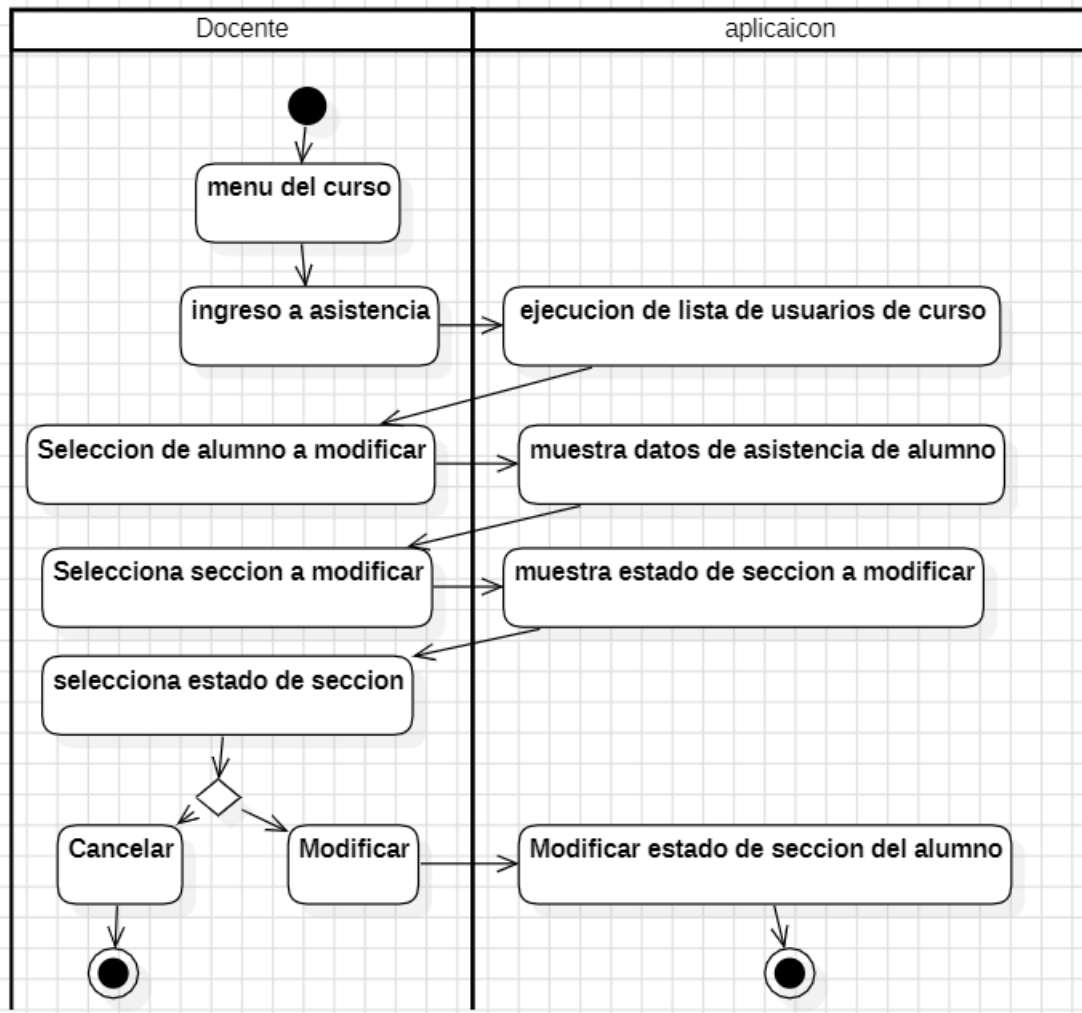 Docente
aplicaicon
menu del curso
ingreso a asistencia
ejecucion de lista de usuarios de curso
Seleccion de alumno a modificar
muestra datos de asistencia de alumno
Selecciona seccion a modificar
muestra estado de seccion a modificar
selecciona estado de seccion
Cancelar
Modificar
Modificar estado de seccion del alumno